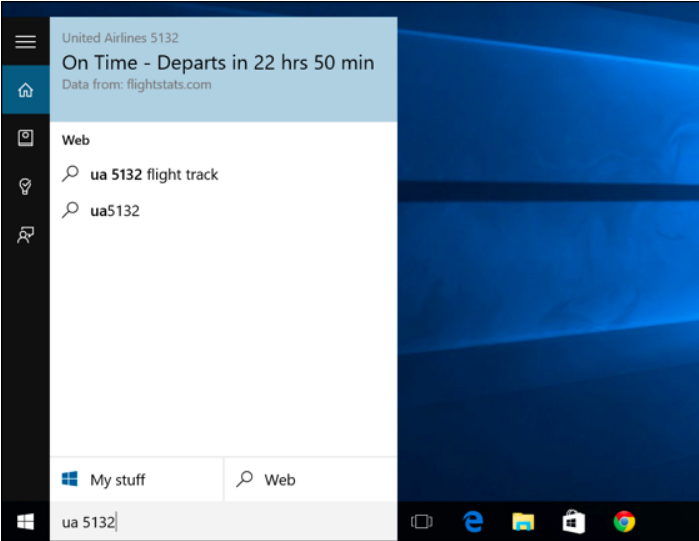 United Airlines 5132
On Time - Departs in 22 hrs 50 min
Data from: flightstats.com
Web
ua 5132 flight track
ua5132
My stuff
Web
ua 5132